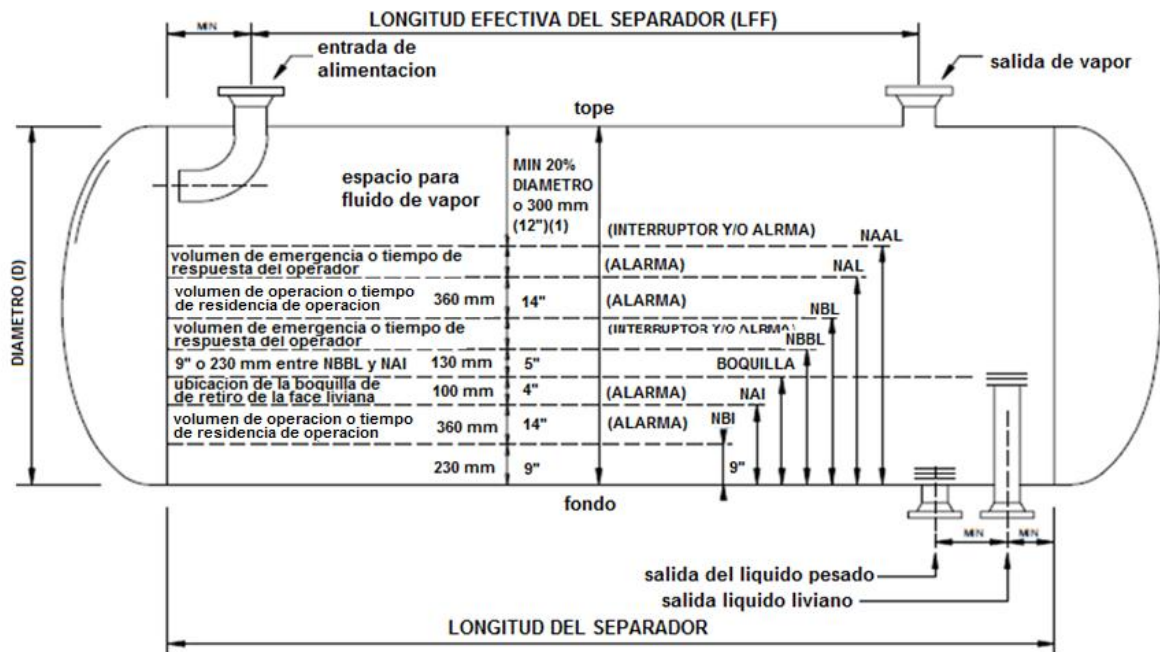 LONGITUD EFECTIVA DEL SEPARADOR (LFF)
MIN
entrada de
alimentacion
salida de vapor
tope
DIAMETRO (D)
espacio para
fluido de vapor
MIN 20%
DIAMETRO
o 300 mm
(12")(1)
(INTERRUPTOR Y/O ALRMA)
NAAL
volumen de emergencia o tiempo de
respuesta del operador
(ALARMA)
NAL
volumen de operacion o tiempo
de residencia de operacion
360 mm
14"
(ALARMA)
NBL
volumen de emergencia o tiempo de
respuesta del operador
(INTERRUPTOR Y/O ALRMA)
NBBL
9" o 230 mm entre NBBL y NAI
130 mm
5"
BOQUILLA
ubicacion de la boquilla de
de retiro de la face liviana
100 mm
4"
(ALARMA)
NAI
volumen de operacion o tiempo
de residencia de operacion
360 mm
14"
(ALARMA)
NBI
230 mm
9"
9"
fondo
MIN
MIN
salida del liquido pesado
salida liquido liviano
LONGITUD DEL SEPARADOR